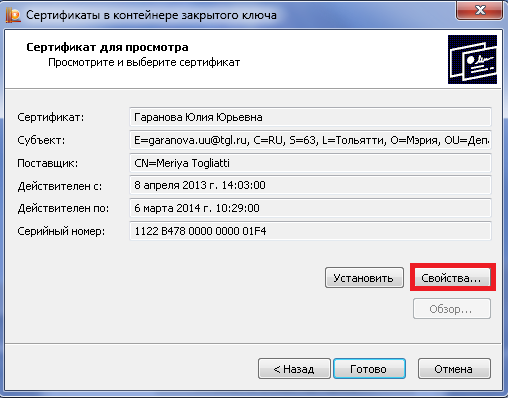 Сертификаты в контейнере закрытого ключа
Сертификат для просмотра
Просмотрите и выберите сертификат
Сертификат: Гаранова Юлия Юрьевна
Субъект: E=garanova.uu@tgl.ru, C=RU, S=63, L=Тольятти, O=Мэрия, OU=Депа
Поставщик: CN=Meriya Togliatti
Действителен с: 8 апреля 2013 г. 14:03:00
Действителен по: 6 марта 2014 г. 10:29:00
Серийный номер: 1122 B478 0000 0000 01F4
Установить Свойства...
Обзор...
< Назад Готово Отмена